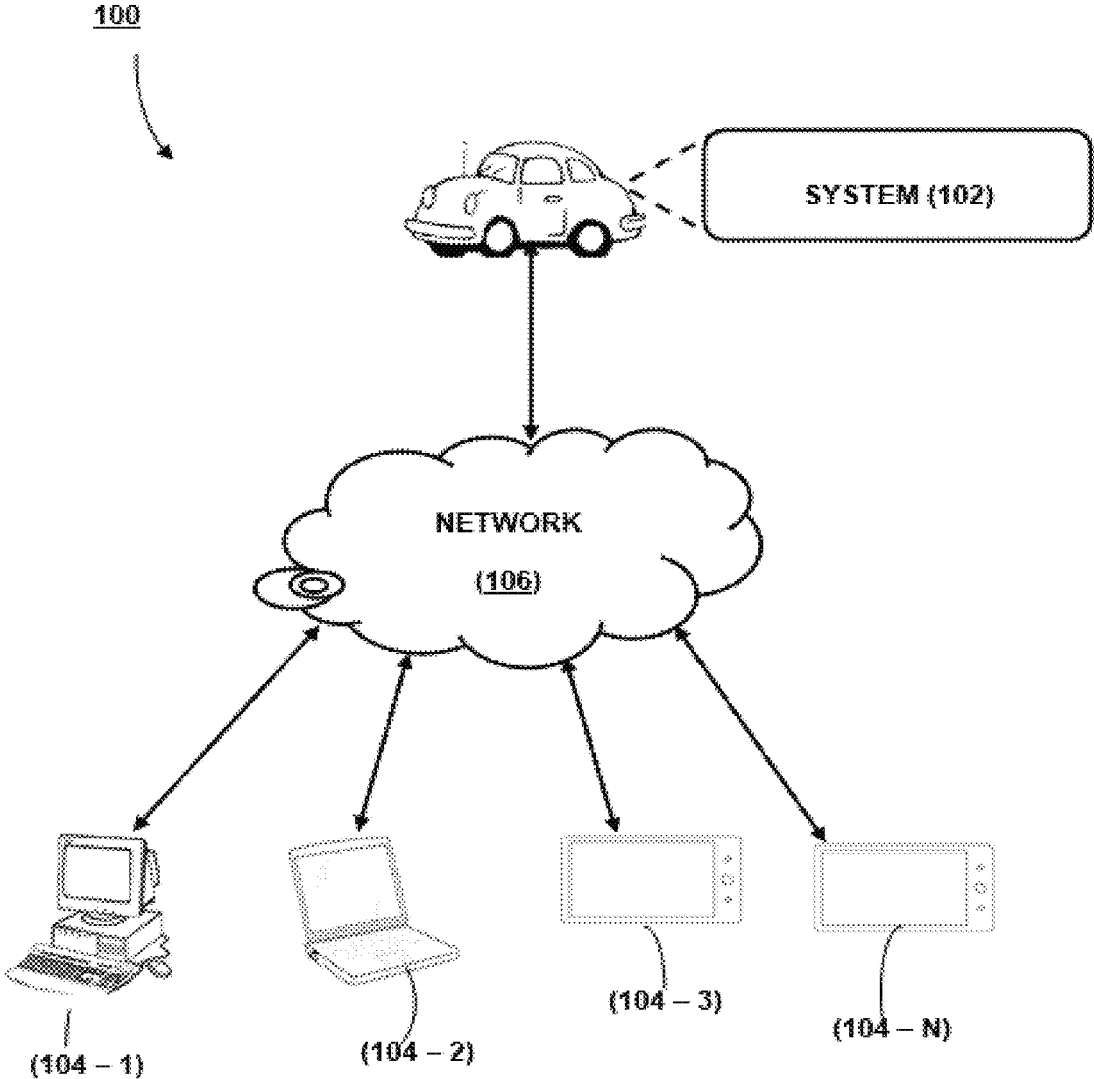 100
SYSTEM (102)
NETWORK
(106)
(104 – 1)
(104 – 2)
(104 – 3)
(104 – N)